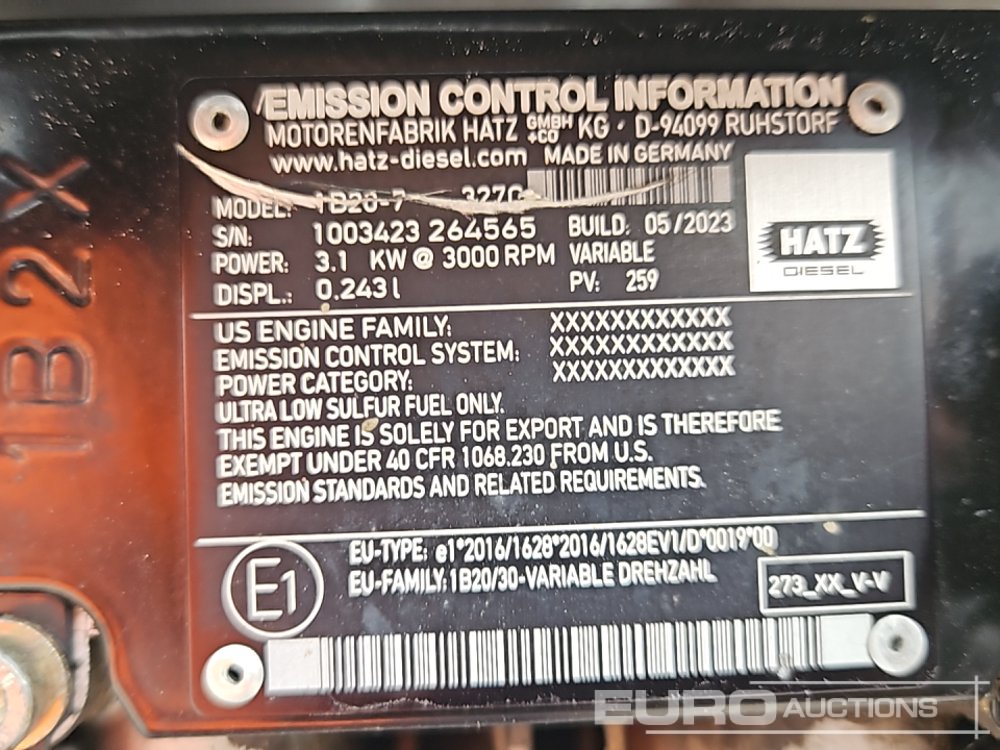 EMISSION CONTROL INFORMATION
MOTORENFABRIK HATZ GMBH +CO KG · D-94099 RUHSTORF
www.hatz-diesel.com MADE IN GERMANY
MODEL: 1B20-7 327C
S/N: 1003423 264565 BUILD: 05/2023
POWER: 3.1 KW @ 3000 RPM VARIABLE
DISPL.: 0.243 l PV: 259
HATZ
DIESEL
US ENGINE FAMILY: XXXXXXXXXXXX
EMISSION CONTROL SYSTEM: XXXXXXXXXXXX
POWER CATEGORY: XXXXXXXXXXXX
ULTRA LOW SULFUR FUEL ONLY.
THIS ENGINE IS SOLELY FOR EXPORT AND IS THEREFORE
EXEMPT UNDER 40 CFR 1068.230 FROM U.S.
EMISSION STANDARDS AND RELATED REQUIREMENTS.
E1
EU-TYPE: e1*2016/1628*2016/1628EV1/D*0019*00
EU-FAMILY: 1B20/30-VARIABLE DREHZAHL
273_XX_V-V
1B2X
EURO AUCTIONS